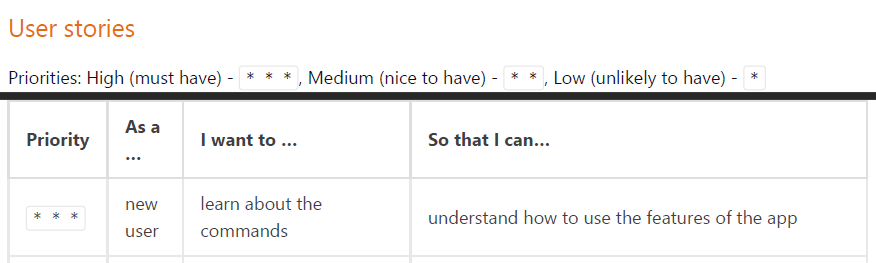 User stories
Priorities: High (must have) - * * *, Medium (nice to have) - * *, Low (unlikely to have) - *
Priority As a … I want to … So that I can…
* * * new user learn about the commands understand how to use the features of the app